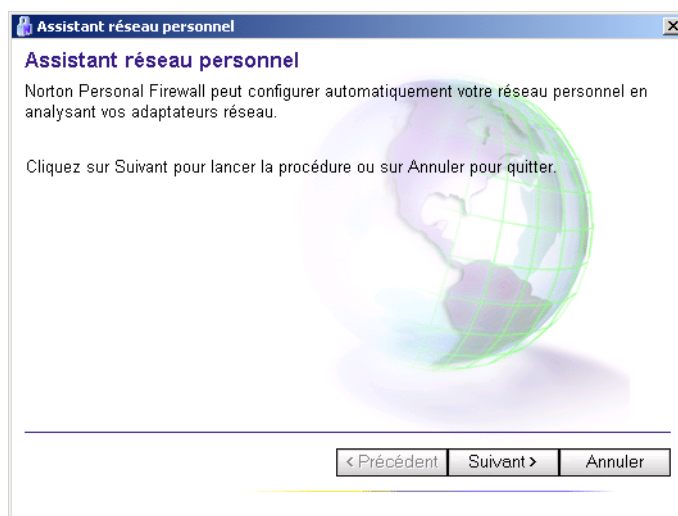 Assistant réseau personnel
Assistant réseau personnel
Norton Personal Firewall peut configurer automatiquement votre réseau personnel en
analysant vos adaptateurs réseau.
Cliquez sur Suivant pour lancer la procédure ou sur Annuler pour quitter.
< Précédent Suivant > Annuler